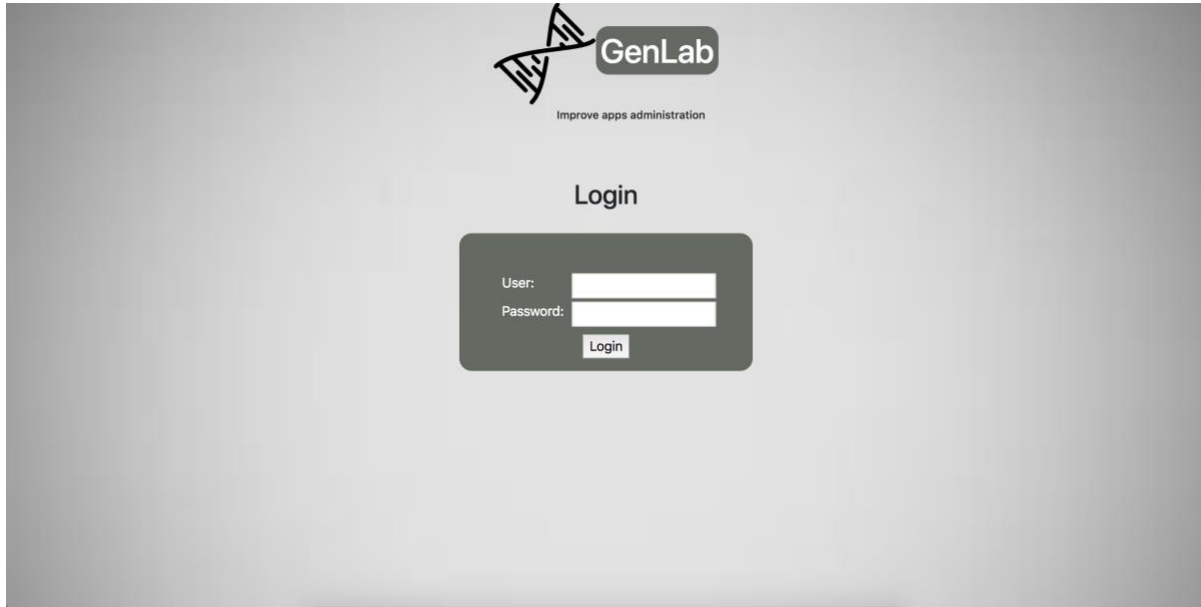 GenLab
Improve apps administration
Login
User:
Password:
Login